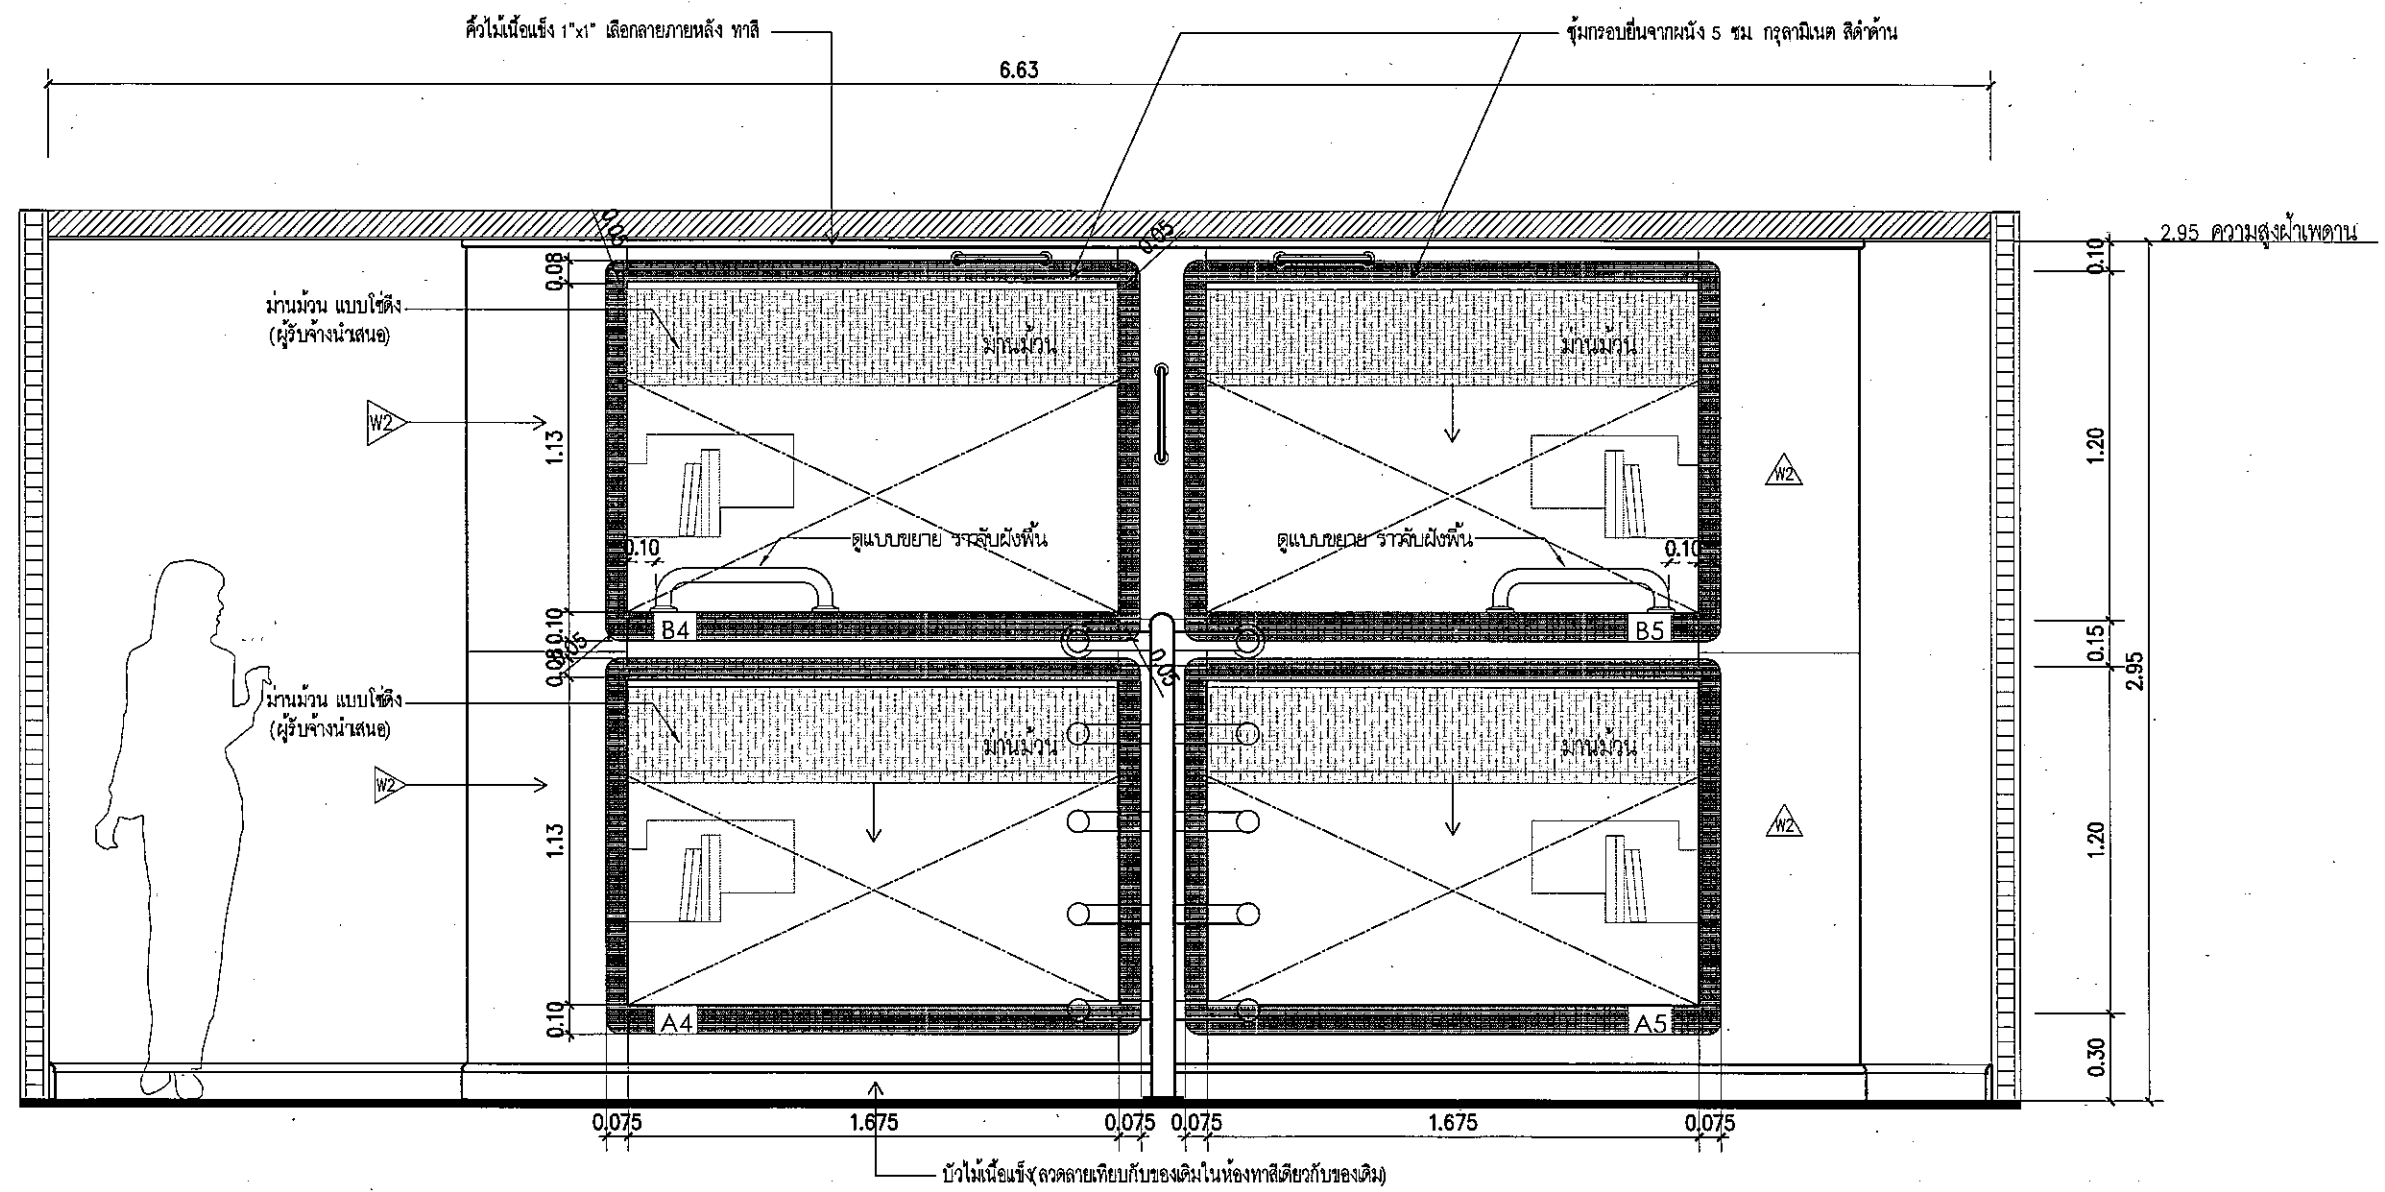 คิ้วไม้เนื้อแข็ง 1"x1" เลือกลายภายหลัง ทาสี
ซุ้มกรอบยื่นจากผนัง 5 ซม. กรุลามิเนต สีดำด้าน
6.63
2.95 ความสูงฝ้าเพดาน
0.05
0.05
0.10
0.08
ม่านม้วน แบบโซ่ดึง
(ผู้รับจ้างนำเสนอ)
ม่านม้วน
ม่านม้วน
W2
1.13
1.20
W2
ดูแบบขยาย ราวจับฝังพื้น
ดูแบบขยาย ราวจับฝังพื้น
0.10
0.10
0.10
B4
B5
0.15
0.05
0.08
0.05
2.95
ม่านม้วน แบบโซ่ดึง
(ผู้รับจ้างนำเสนอ)
ม่านม้วน
ม่านม้วน
W2
W2
1.13
1.20
0.10
A4
A5
0.30
0.075
1.675
0.075
0.075
1.675
0.075
บัวไม้เนื้อแข็ง(ลวดลายเทียบกับของเดิมในห้องทาสีเดียวกับของเดิม)